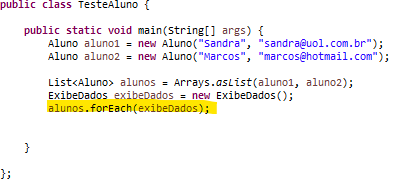 public class TesteAluno {
public static void main(String[] args) {
Aluno aluno1 = new Aluno("Sandra", "sandra@uol.com.br");
Aluno aluno2 = new Aluno("Marcos", "marcos@hotmail.com");
List<Aluno> alunos = Arrays.asList(aluno1, aluno2);
ExibeDados exibeDados = new ExibeDados();
alunos.forEach(exibeDados);
}
};